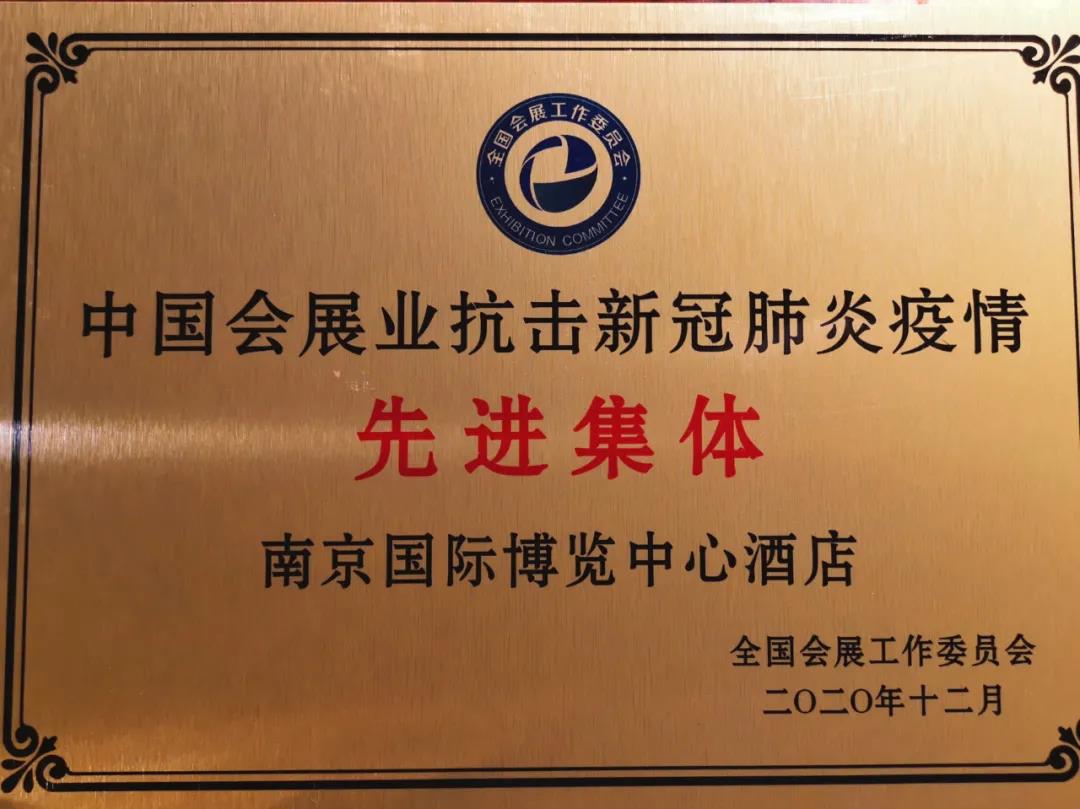 全国会展工作委员会
EXHIBITION COMMITTEE
中国会展业抗击新冠肺炎疫情
先进集体
南京国际博览中心酒店
全国会展工作委员会
二〇二〇年十二月